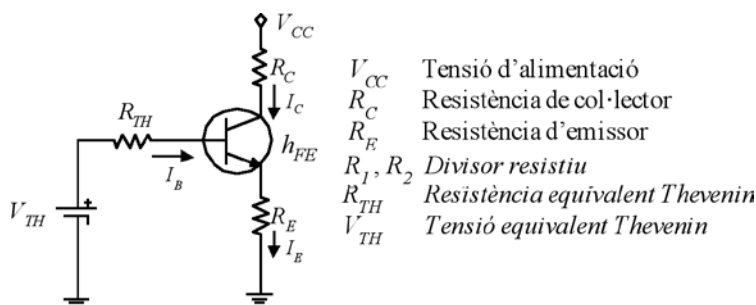 V_CC
R_C
I_C
R_TH
h_FE
I_B
V_TH
R_E
I_E
V_CC Tensió d'alimentació
R_C Resistència de col·lector
R_E Resistència d'emissor
R_1, R_2 Divisor resistiu
R_TH Resistència equivalent Thevenin
V_TH Tensió equivalent Thevenin